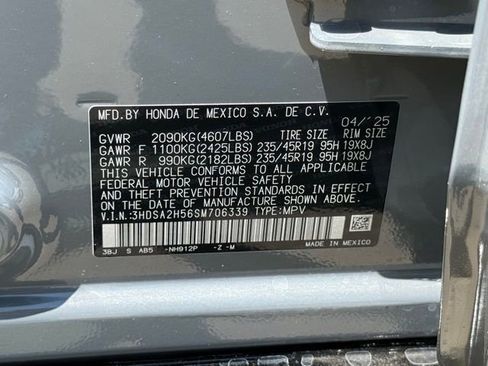 MFD.BY HONDA DE MEXICO S.A. DE C.V.
04/'25
GVWR 2090KG(4607LBS) TIRE SIZE RIM SIZE
GAWR F 1100KG(2425LBS) 235/45R19 95H 19X8J
GAWR R 990KG(2182LBS) 235/45R19 95H 19X8J
THIS VEHICLE CONFORMS TO ALL APPLICABLE
FEDERAL MOTOR VEHICLE SAFETY, BUMPER,
AND THEFT PREVENTION STANDARDS IN EFFECT
ON THE DATE OF MANUFACTURE SHOWN ABOVE.
V.I.N:3HDSA2H56SM706339 TYPE:MPV
3BJ S AB5 -NH912P -Z -M
MADE IN
MEXICO